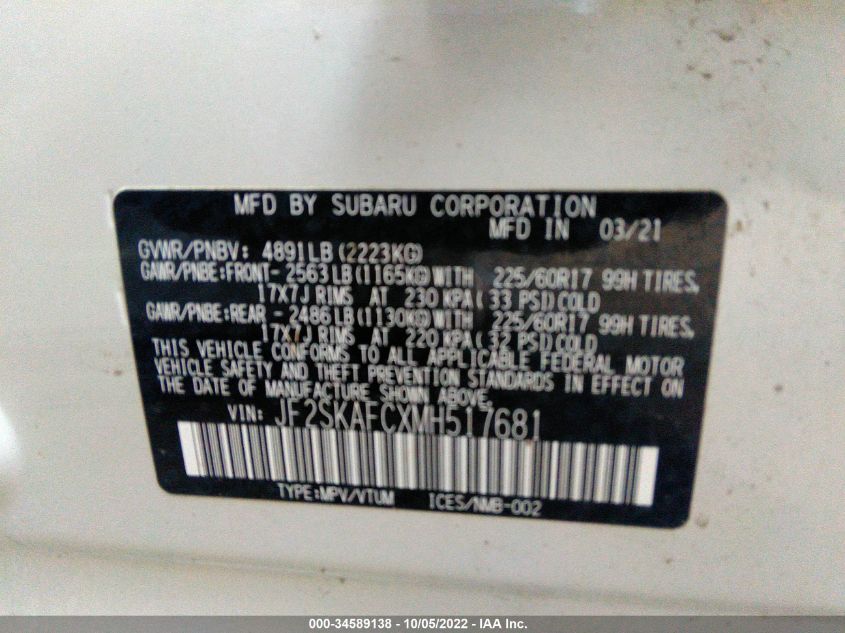 MFD BY SUBARU CORPORATION
MFD IN 03/21
GVWR/PNBV: 4891LB(2223KG)
GAWR/PNBE:FRONT- 2563LB(1165KG)WITH 225/60R17 99H TIRES,
17X7J RIMS AT 230 KPA( 33 PSI)COLD
GAWR/PNBE:REAR - 2486LB(1130KG)WITH 225/60R17 99H TIRES,
17X7J RIMS AT 220 KPA( 32 PSI)COLD
THIS VEHICLE CONFORMS TO ALL APPLICABLE FEDERAL MOTOR
VEHICLE SAFETY AND THEFT PREVENTION STANDARDS IN EFFECT ON
THE DATE OF MANUFACTURE SHOWN ABOVE.
VIN: JF2SKAFCXMH517681
TYPE:MPV/VTUM ICES/NMB-002
000-34589138 - 10/05/2022 - IAA Inc.